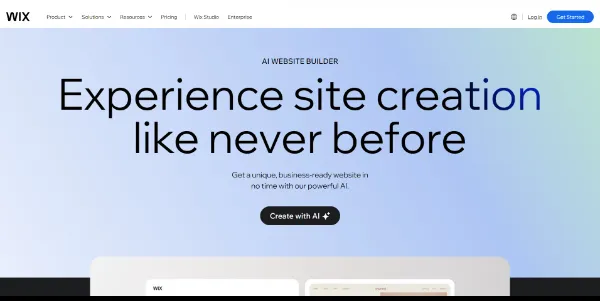 WIX Product Solutions Resources Pricing Wix Studio Enterprise Log In Get Started
AI WEBSITE BUILDER
Experience site creation
like never before
Get a unique, business-ready website in
no time with our powerful AI.
Create with AI
WIX